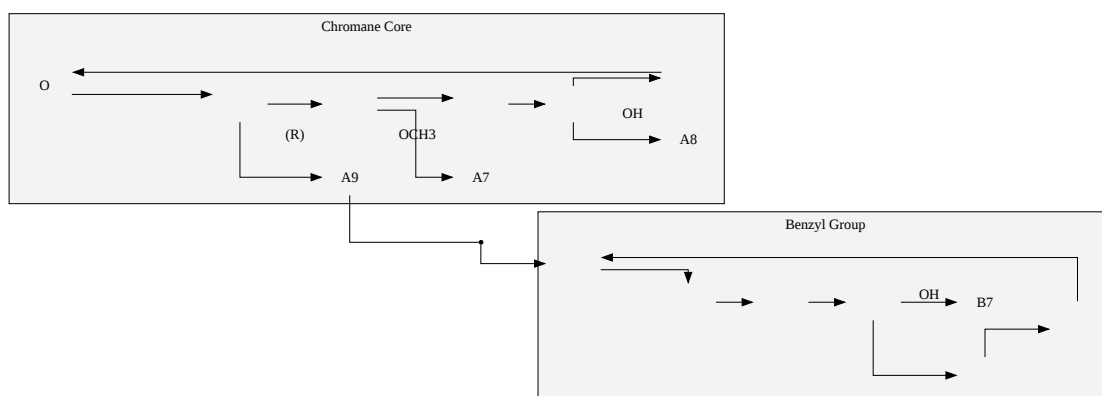 Chromane Core
O
OH
(R)
OCH3
A8
A9
A7
Benzyl Group
OH
B7